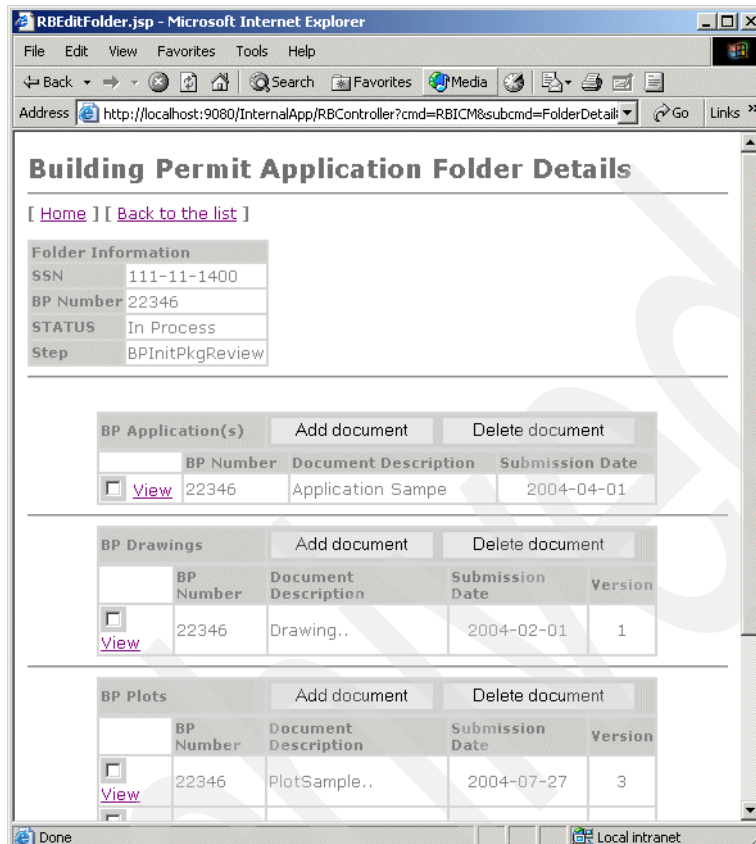 RBEditFolder.jsp - Microsoft Internet Explorer
File Edit View Favorites Tools Help
Back Search Favorites Media
Address http://localhost:9080/InternalApp/RBController?cmd=RBICM&subcmd=FolderDetail Go Links »
Building Permit Application Folder Details
[ Home ] [ Back to the list ]
Folder Information
SSN 111-11-1400
BP Number 22346
STATUS In Process
Step BPInitPkgReview
BP Application(s) Add document Delete document
BP Number Document Description Submission Date
View 22346 Application Sampe 2004-04-01
BP Drawings Add document Delete document
BP Number Document Description Submission Date Version
View 22346 Drawing.. 2004-02-01 1
BP Plots Add document Delete document
BP Number Document Description Submission Date Version
View 22346 PlotSample.. 2004-07-27 3
Done Local intranet